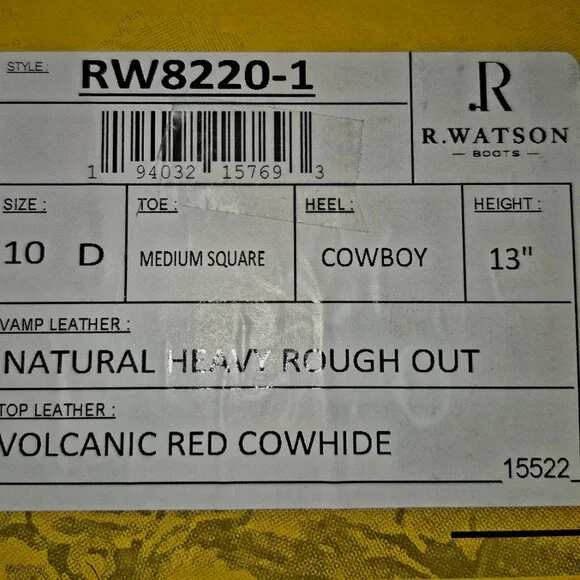 STYLE :
RW8220-1
R
R.WATSON
— BOOTS —
1 94032 15769 3
SIZE :
10 D
TOE :
MEDIUM SQUARE
HEEL :
COWBOY
HEIGHT :
13"
VAMP LEATHER :
NATURAL HEAVY ROUGH OUT
TOP LEATHER :
VOLCANIC RED COWHIDE
15522